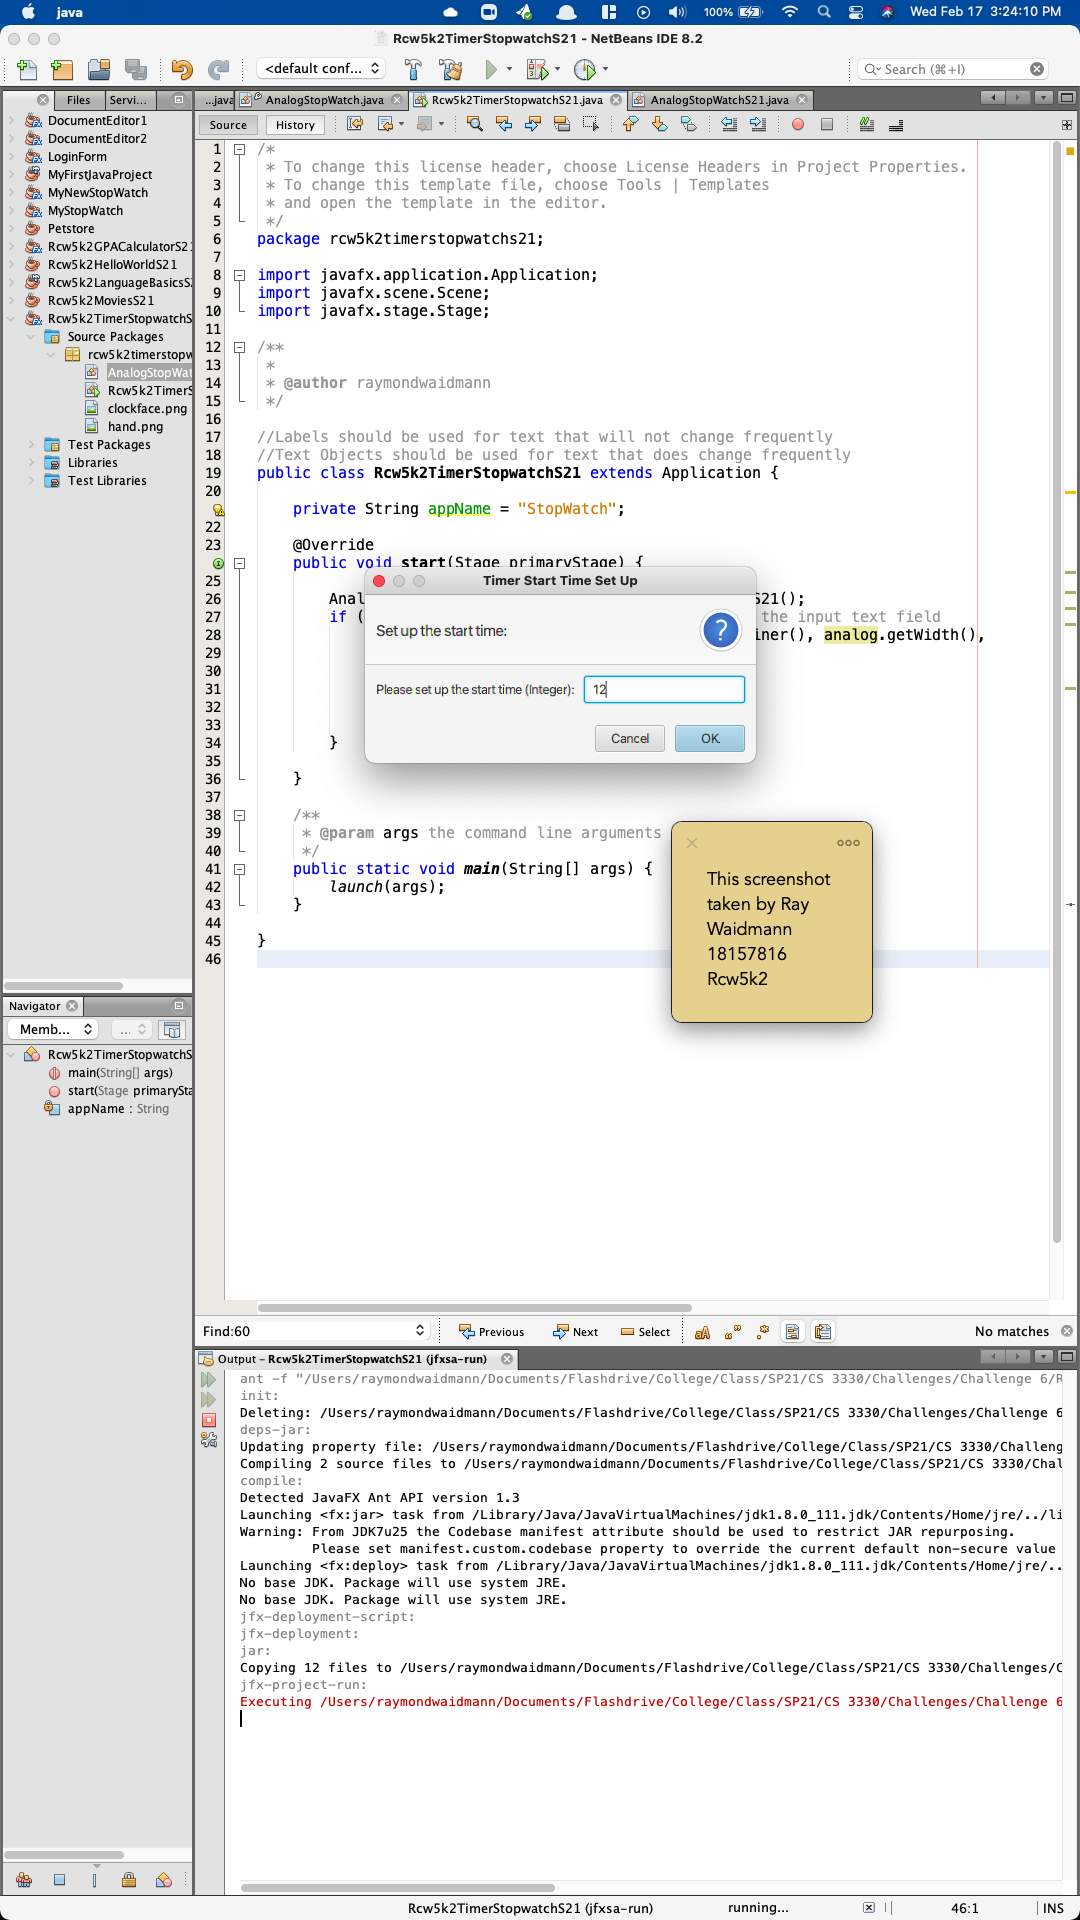 java
100%
Wed Feb 17 3:24:10 PM
Rcw5k2TimerStopwatchS21 - NetBeans IDE 8.2
<default conf...
Search (⌘+I)
Files
Servi...
...java
AnalogStopWatch.java
Rcw5k2TimerStopwatchS21.java
AnalogStopWatchS21.java
Source
History
DocumentEditor1
DocumentEditor2
LoginForm
MyFirstJavaProject
MyNewStopWatch
MyStopWatch
Petstore
Rcw5k2GPACalculatorS21
Rcw5k2HelloWorldS21
Rcw5k2LanguageBasicsS
Rcw5k2MoviesS21
Rcw5k2TimerStopwatchS
Source Packages
rcw5k2timerstopw
AnalogStopWat
Rcw5k2TimerS
clockface.png
hand.png
Test Packages
Libraries
Test Libraries
1 /*
2 * To change this license header, choose License Headers in Project Properties.
3 * To change this template file, choose Tools | Templates
4 * and open the template in the editor.
5 */
6 package rcw5k2timerstopwatchs21;
7
8 import javafx.application.Application;
9 import javafx.scene.Scene;
10 import javafx.stage.Stage;
11
12 /**
13 *
14 * @author raymondwaidmann
15 */
16
17 //Labels should be used for text that will not change frequently
18 //Text Objects should be used for text that does change frequently
19 public class Rcw5k2TimerStopwatchS21 extends Application {
20
private String appName = "StopWatch";
22
23 @Override
public void start(Stage primaryStage) {
25
26 Anal S21();
27 if ( the input text field
28 iner(), analog.getWidth(),
29
30
31
32
33
34 }
35
36 }
37
38 /**
39 * @param args the command line arguments
40 */
41 public static void main(String[] args) {
42 launch(args);
43 }
44
45 }
46
Timer Start Time Set Up
Set up the start time:
?
Please set up the start time (Integer): 12
Cancel
OK
This screenshot
taken by Ray
Waidmann
18157816
Rcw5k2
Navigator
Memb...
...
Rcw5k2TimerStopwatchS
main(String[] args)
start(Stage primarySta
appName : String
Find:60
Previous
Next
Select
No matches
Output - Rcw5k2TimerStopwatchS21 (jfxsa-run)
ant -f "/Users/raymondwaidmann/Documents/Flashdrive/College/Class/SP21/CS 3330/Challenges/Challenge 6/R
init:
Deleting: /Users/raymondwaidmann/Documents/Flashdrive/College/Class/SP21/CS 3330/Challenges/Challenge 6
deps-jar:
Updating property file: /Users/raymondwaidmann/Documents/Flashdrive/College/Class/SP21/CS 3330/Challeng
Compiling 2 source files to /Users/raymondwaidmann/Documents/Flashdrive/College/Class/SP21/CS 3330/Chal
compile:
Detected JavaFX Ant API version 1.3
Launching <fx:jar> task from /Library/Java/JavaVirtualMachines/jdk1.8.0_111.jdk/Contents/Home/jre/../li
Warning: From JDK7u25 the Codebase manifest attribute should be used to restrict JAR repurposing.
Please set manifest.custom.codebase property to override the current default non-secure value
Launching <fx:deploy> task from /Library/Java/JavaVirtualMachines/jdk1.8.0_111.jdk/Contents/Home/jre/..
No base JDK. Package will use system JRE.
No base JDK. Package will use system JRE.
jfx-deployment-script:
jfx-deployment:
jar:
Copying 12 files to /Users/raymondwaidmann/Documents/Flashdrive/College/Class/SP21/CS 3330/Challenges/C
jfx-project-run:
Executing /Users/raymondwaidmann/Documents/Flashdrive/College/Class/SP21/CS 3330/Challenges/Challenge 6
Rcw5k2TimerStopwatchS21 (jfxsa-run)
running...
46:1
INS